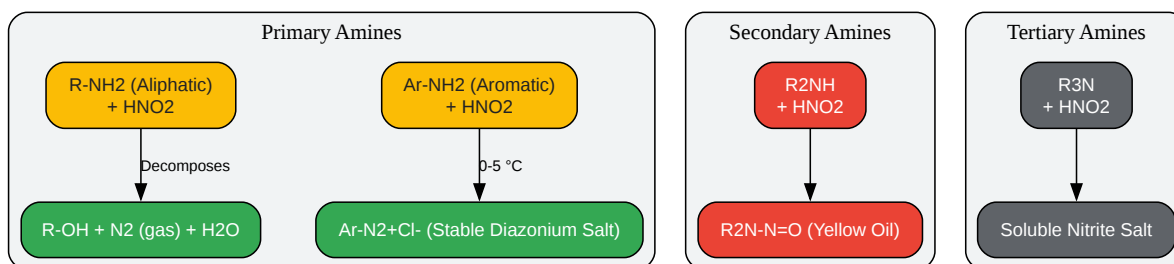 Primary Amines
R-NH2 (Aliphatic)
+ HNO2
Ar-NH2 (Aromatic)
+ HNO2
Decomposes
0-5 °C
R-OH + N2 (gas) + H2O
Ar-N2+Cl- (Stable Diazonium Salt)
Secondary Amines
R2NH
+ HNO2
R2N-N=O (Yellow Oil)
Tertiary Amines
R3N
+ HNO2
Soluble Nitrite Salt